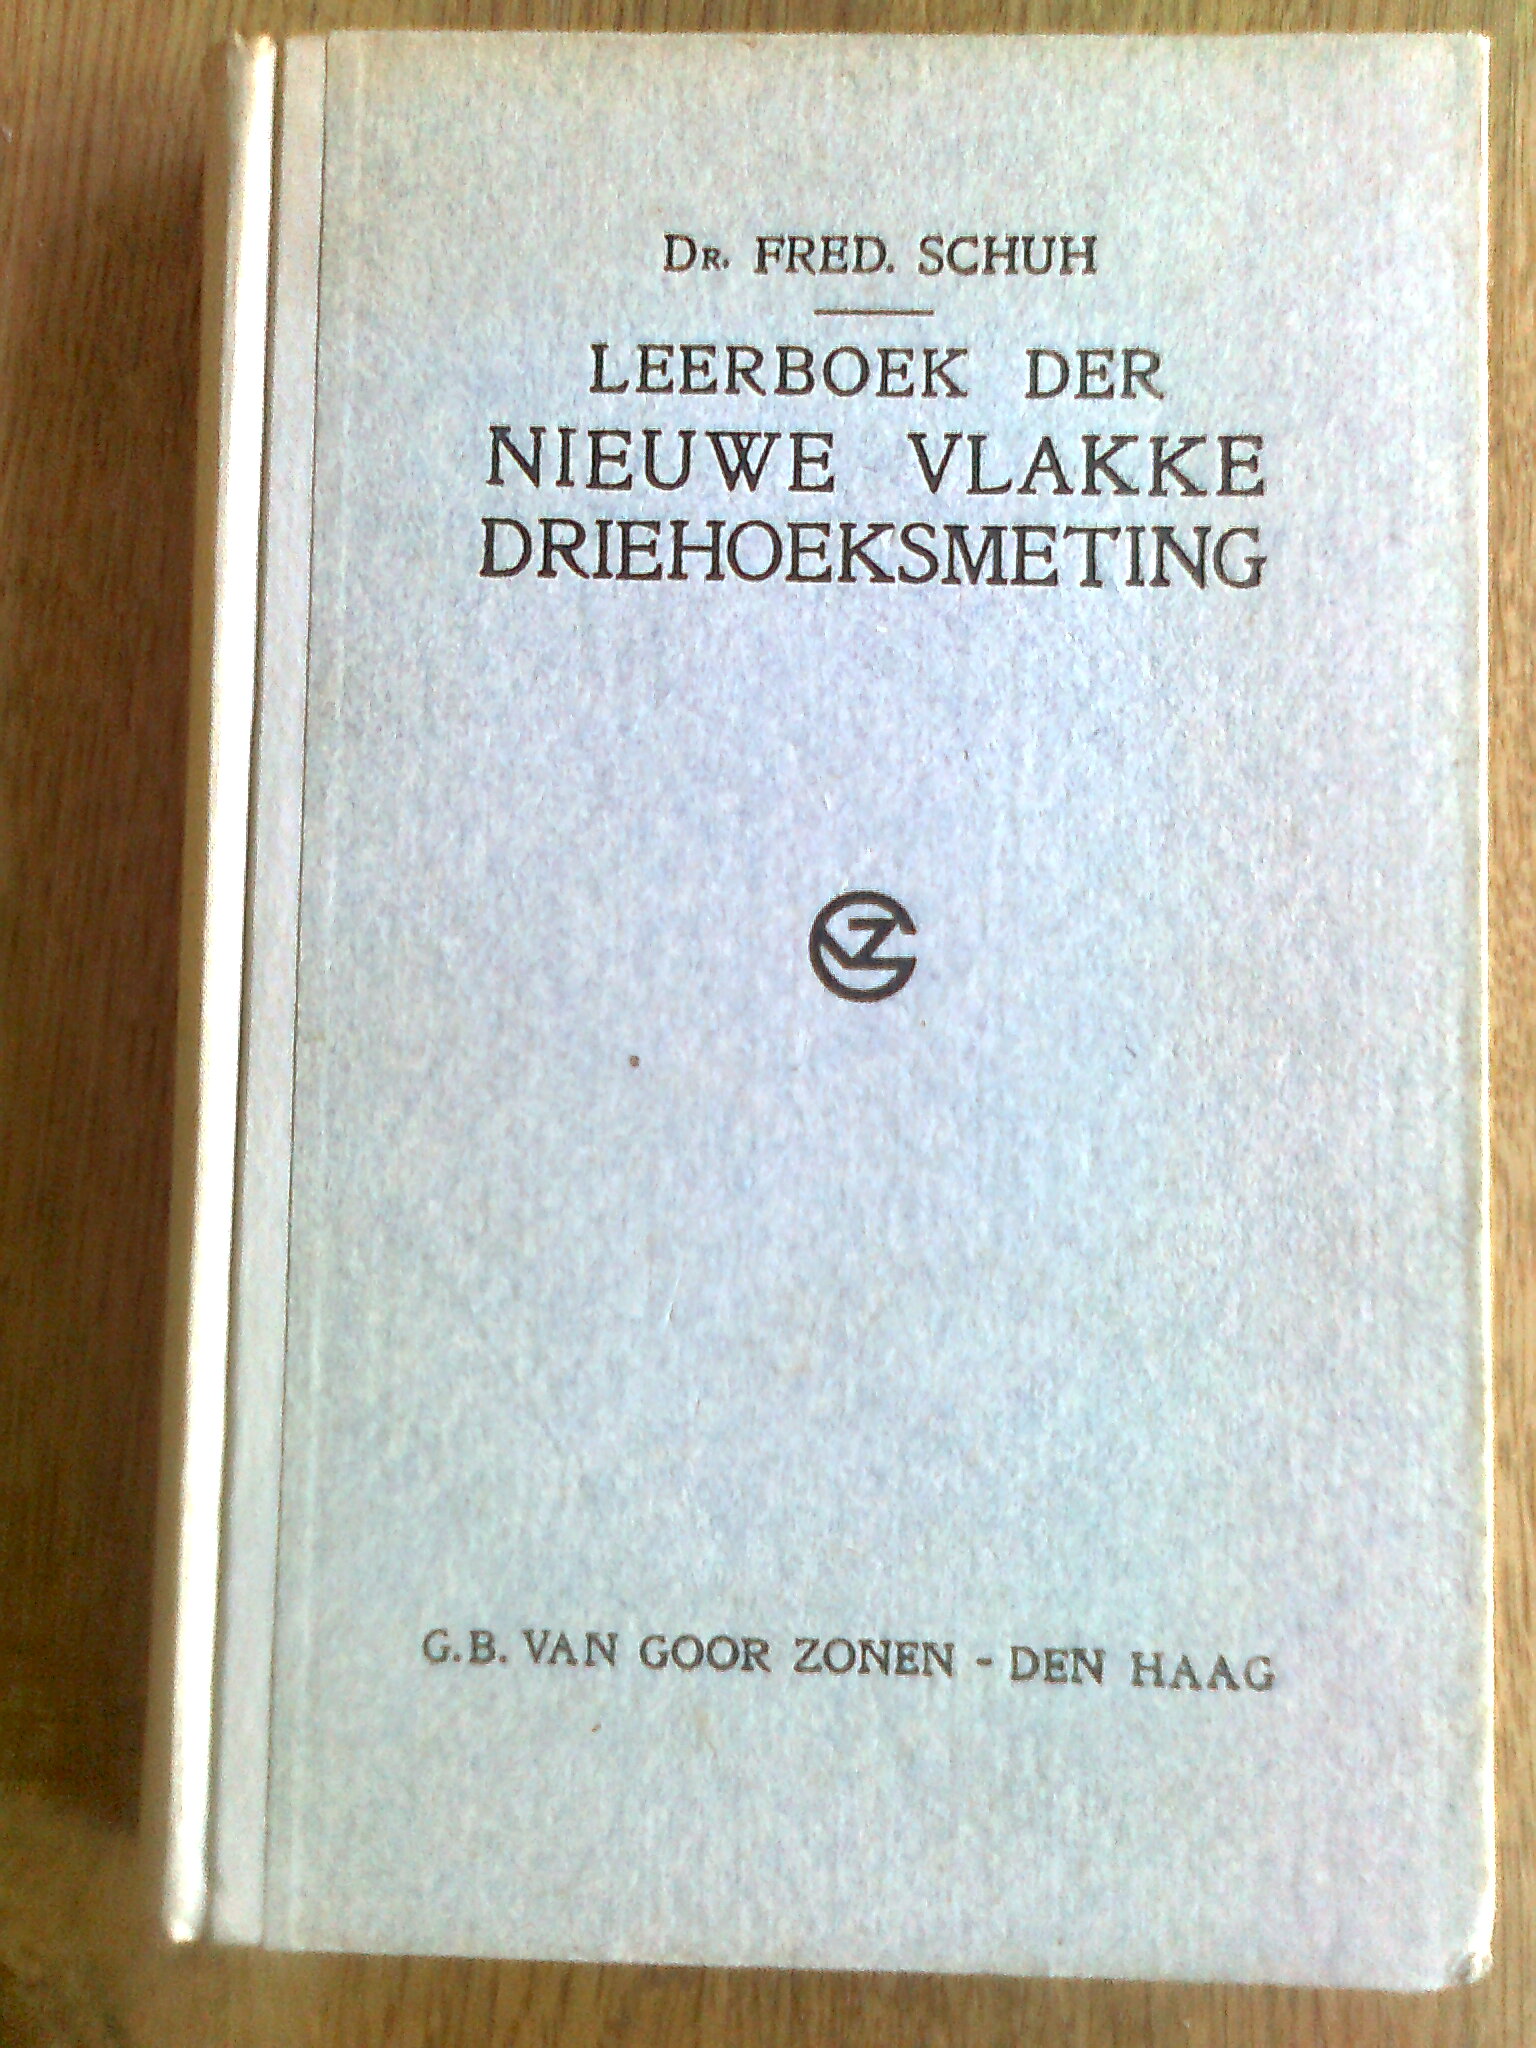 DR. FRED. SCHUH
LEERBOEK DER
NIEUWE VLAKKE
DRIEHOEKSMETING
G.B. VAN GOOR ZONEN - DEN HAAG